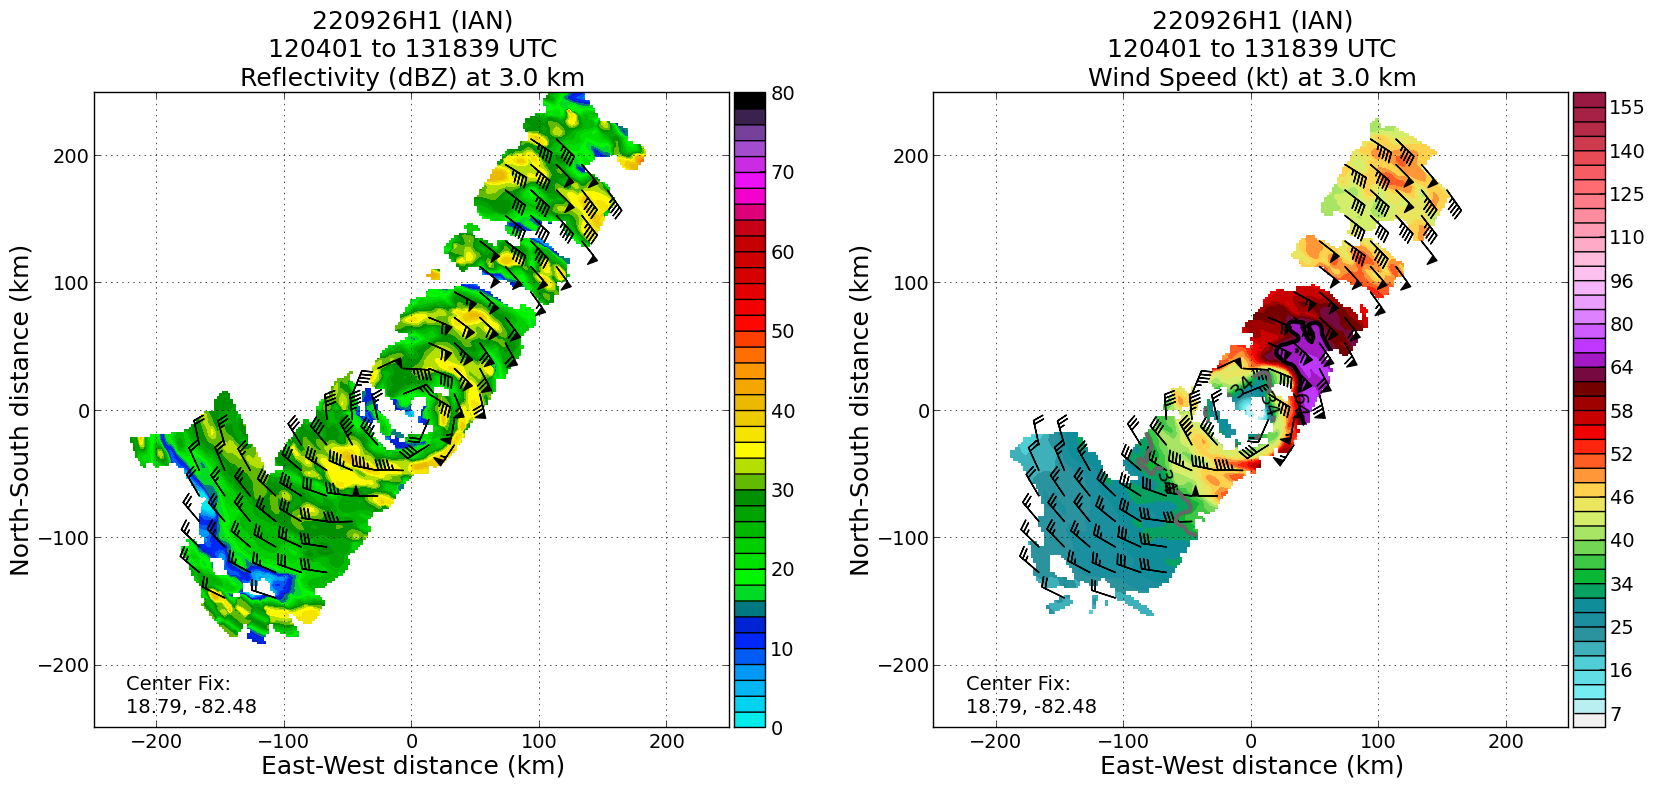 220926H1 (IAN)
120401 to 131839 UTC
Reflectivity (dBZ) at 3.0 km
North-South distance (km)
200
100
0
−100
−200
Center Fix:
18.79, -82.48
−200 −100 0 100 200
East-West distance (km)
80
70
60
50
40
30
20
10
0
220926H1 (IAN)
120401 to 131839 UTC
Wind Speed (kt) at 3.0 km
North-South distance (km)
200
100
0
−100
−200
34
34
64
34
Center Fix:
18.79, -82.48
−200 −100 0 100 200
East-West distance (km)
155
140
125
110
96
80
64
58
52
46
40
34
25
16
7